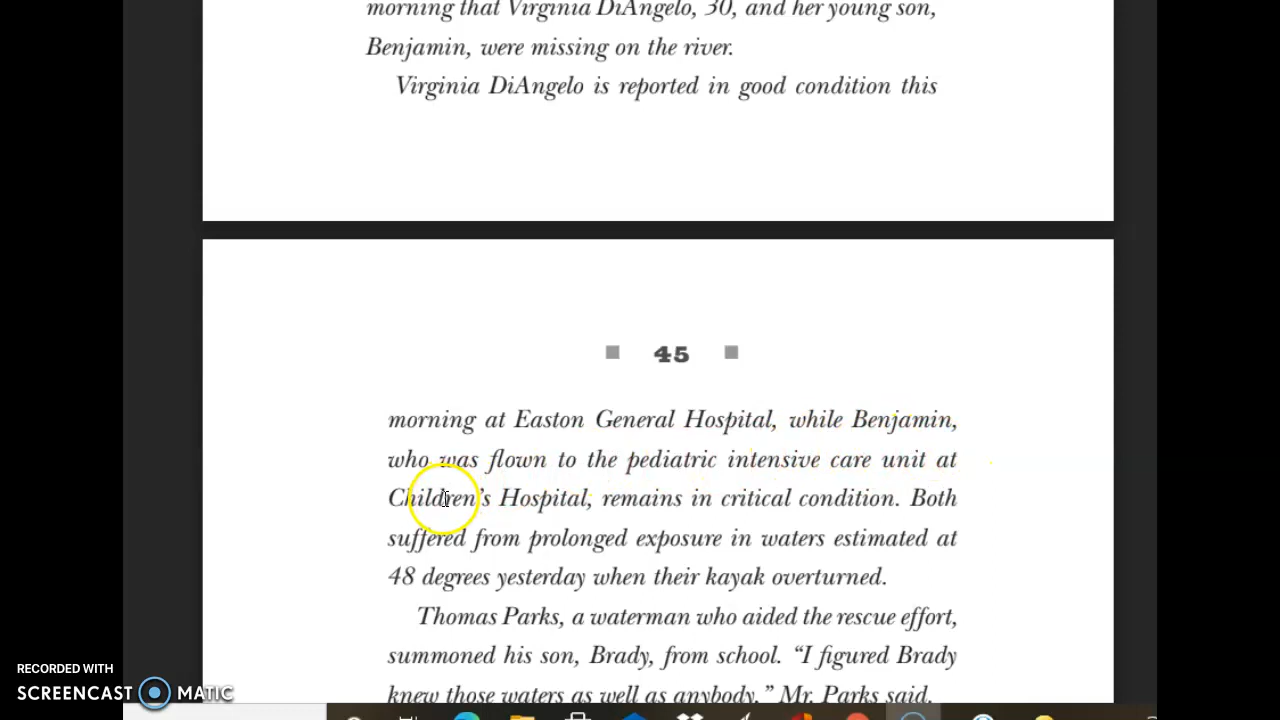 morning that Virginia DiAngelo, 30, and her young son,
Benjamin, were missing on the river.
Virginia DiAngelo is reported in good condition this
45
morning at Easton General Hospital, while Benjamin,
who was flown to the pediatric intensive care unit at
Children's Hospital, remains in critical condition. Both
suffered from prolonged exposure in waters estimated at
48 degrees yesterday when their kayak overturned.
Thomas Parks, a waterman who aided the rescue effort,
summoned his son, Brady, from school. “I figured Brady
knew those waters as well as anybody,” Mr. Parks said.
RECORDED WITH
SCREENCAST MATIC